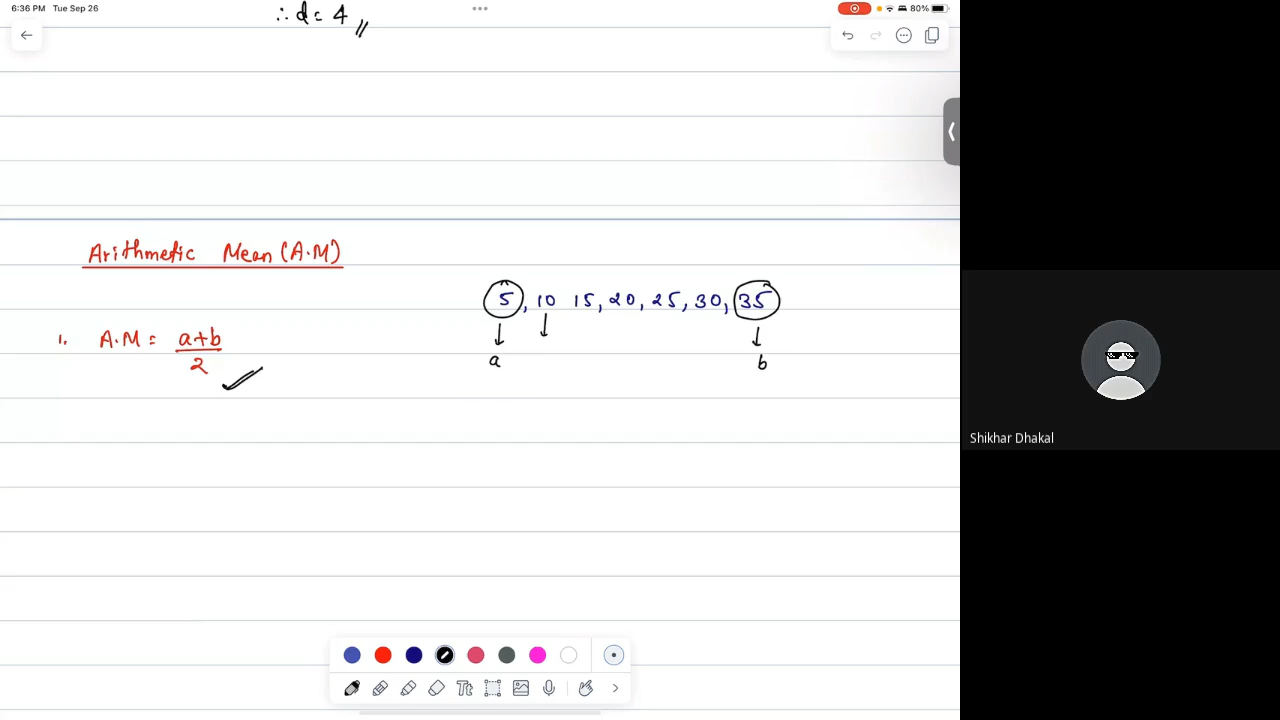 6:36 PM Tue Sep 26
80%
∴ d = 4 //
Arithmetic Mean (A.M)
5, 10 15, 20, 25, 30, 35
↓ ↓ ↓
a b
1. A.M = a+b
2
Tt
Shikhar Dhakal